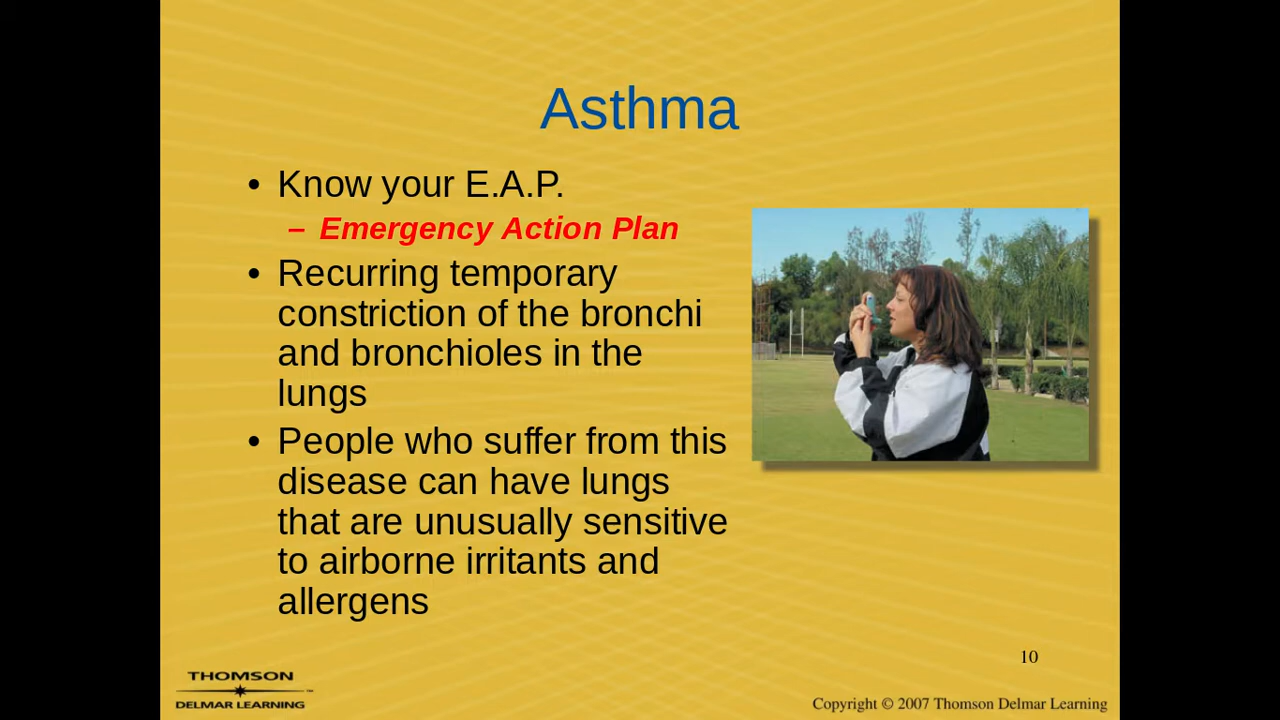 Asthma
• Know your E.A.P.
– Emergency Action Plan
• Recurring temporary
constriction of the bronchi
and bronchioles in the
lungs
• People who suffer from this
disease can have lungs
that are unusually sensitive
to airborne irritants and
allergens
10
THOMSON
™
DELMAR LEARNING
Copyright © 2007 Thomson Delmar Learning